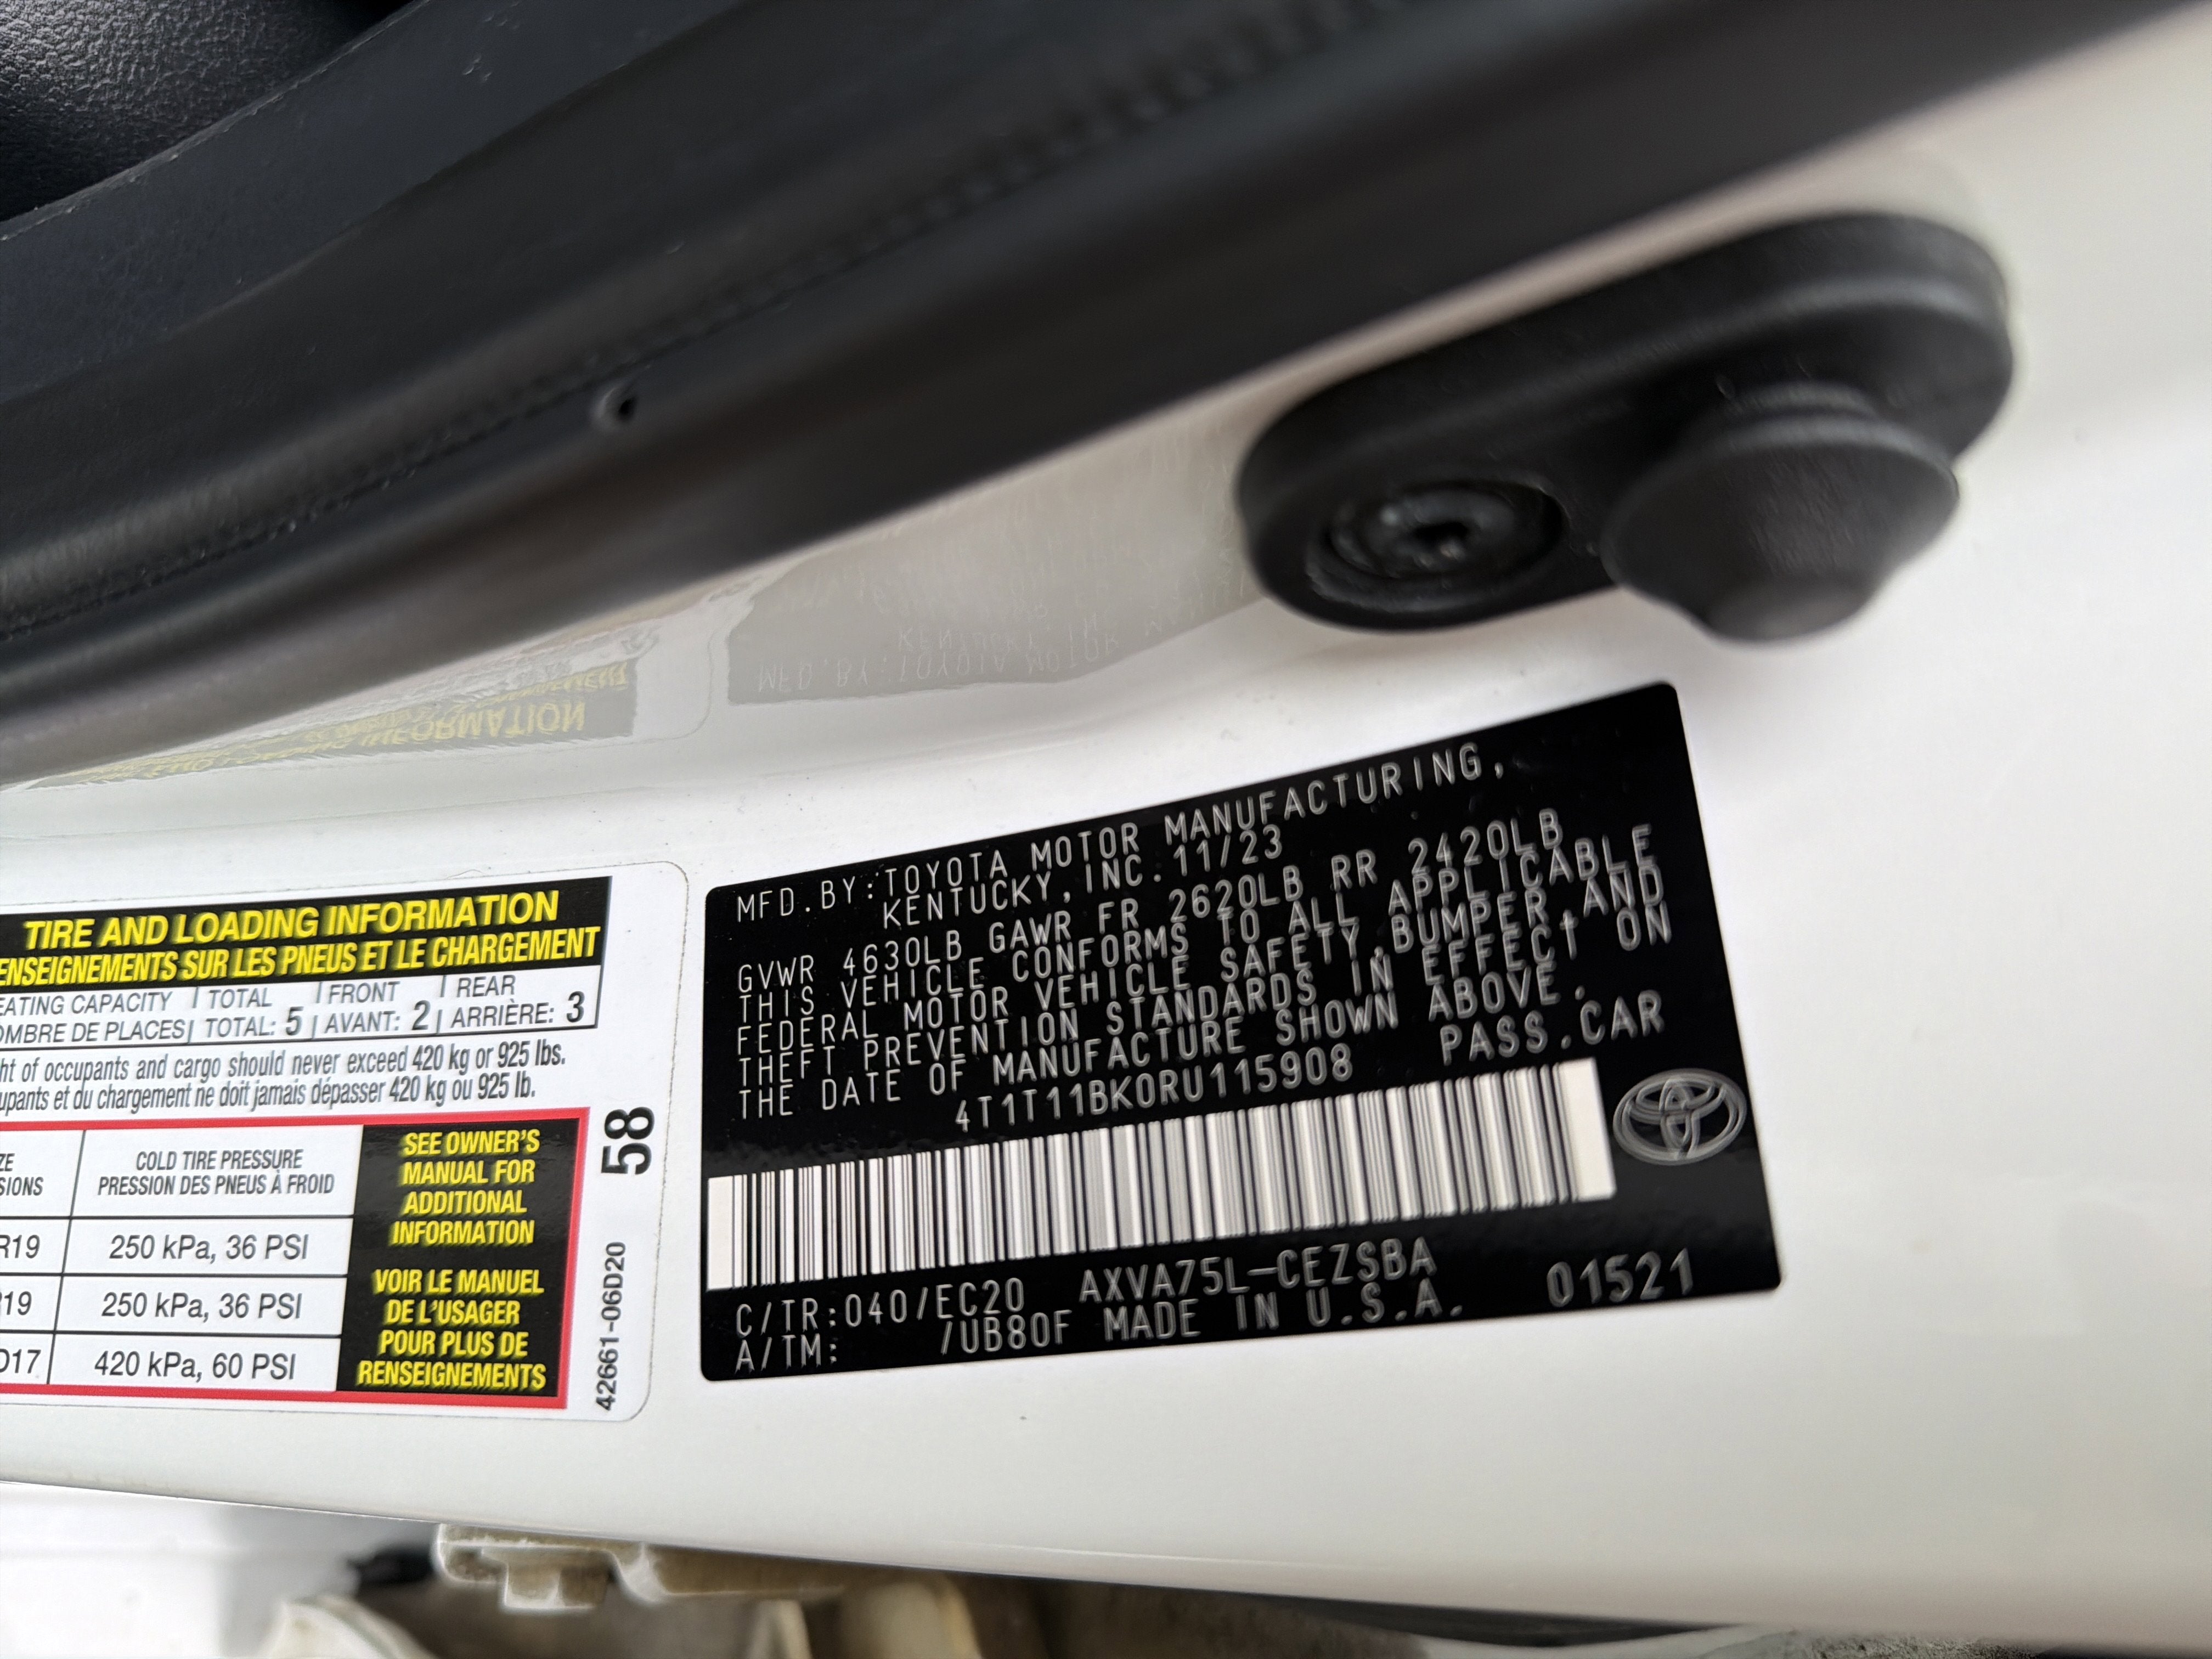 TIRE AND LOADING INFORMATION
ENSEIGNEMENTS SUR LES PNEUS ET LE CHARGEMENT
EATING CAPACITY | TOTAL | FRONT | REAR
OMBRE DE PLACES | TOTAL: 5 | AVANT: 2 | ARRIÈRE: 3
ht of occupants and cargo should never exceed 420 kg or 925 lbs.
upants et du chargement ne doit jamais dépasser 420 kg ou 925 lb.
ZE
SIONS
COLD TIRE PRESSURE
PRESSION DES PNEUS À FROID
R19 250 kPa, 36 PSI
19 250 kPa, 36 PSI
D17 420 kPa, 60 PSI
SEE OWNER'S
MANUAL FOR
ADDITIONAL
INFORMATION
VOIR LE MANUEL
DE L'USAGER
POUR PLUS DE
RENSEIGNEMENTS
58
42661-06D20
MFD.BY:TOYOTA MOTOR MANUFACTURING,
KENTUCKY,INC.11/23
GVWR 4630LB GAWR FR 2620LB RR 2420LB
THIS VEHICLE CONFORMS TO ALL APPLICABLE
FEDERAL MOTOR VEHICLE SAFETY,BUMPER,AND
THEFT PREVENTION STANDARDS IN EFFECT ON
THE DATE OF MANUFACTURE SHOWN ABOVE.
4T1T11BK0RU115908 PASS.CAR
C/TR:040/EC20 AXVA75L-CEZSBA
A/TM: /UB80F MADE IN U.S.A. 01521